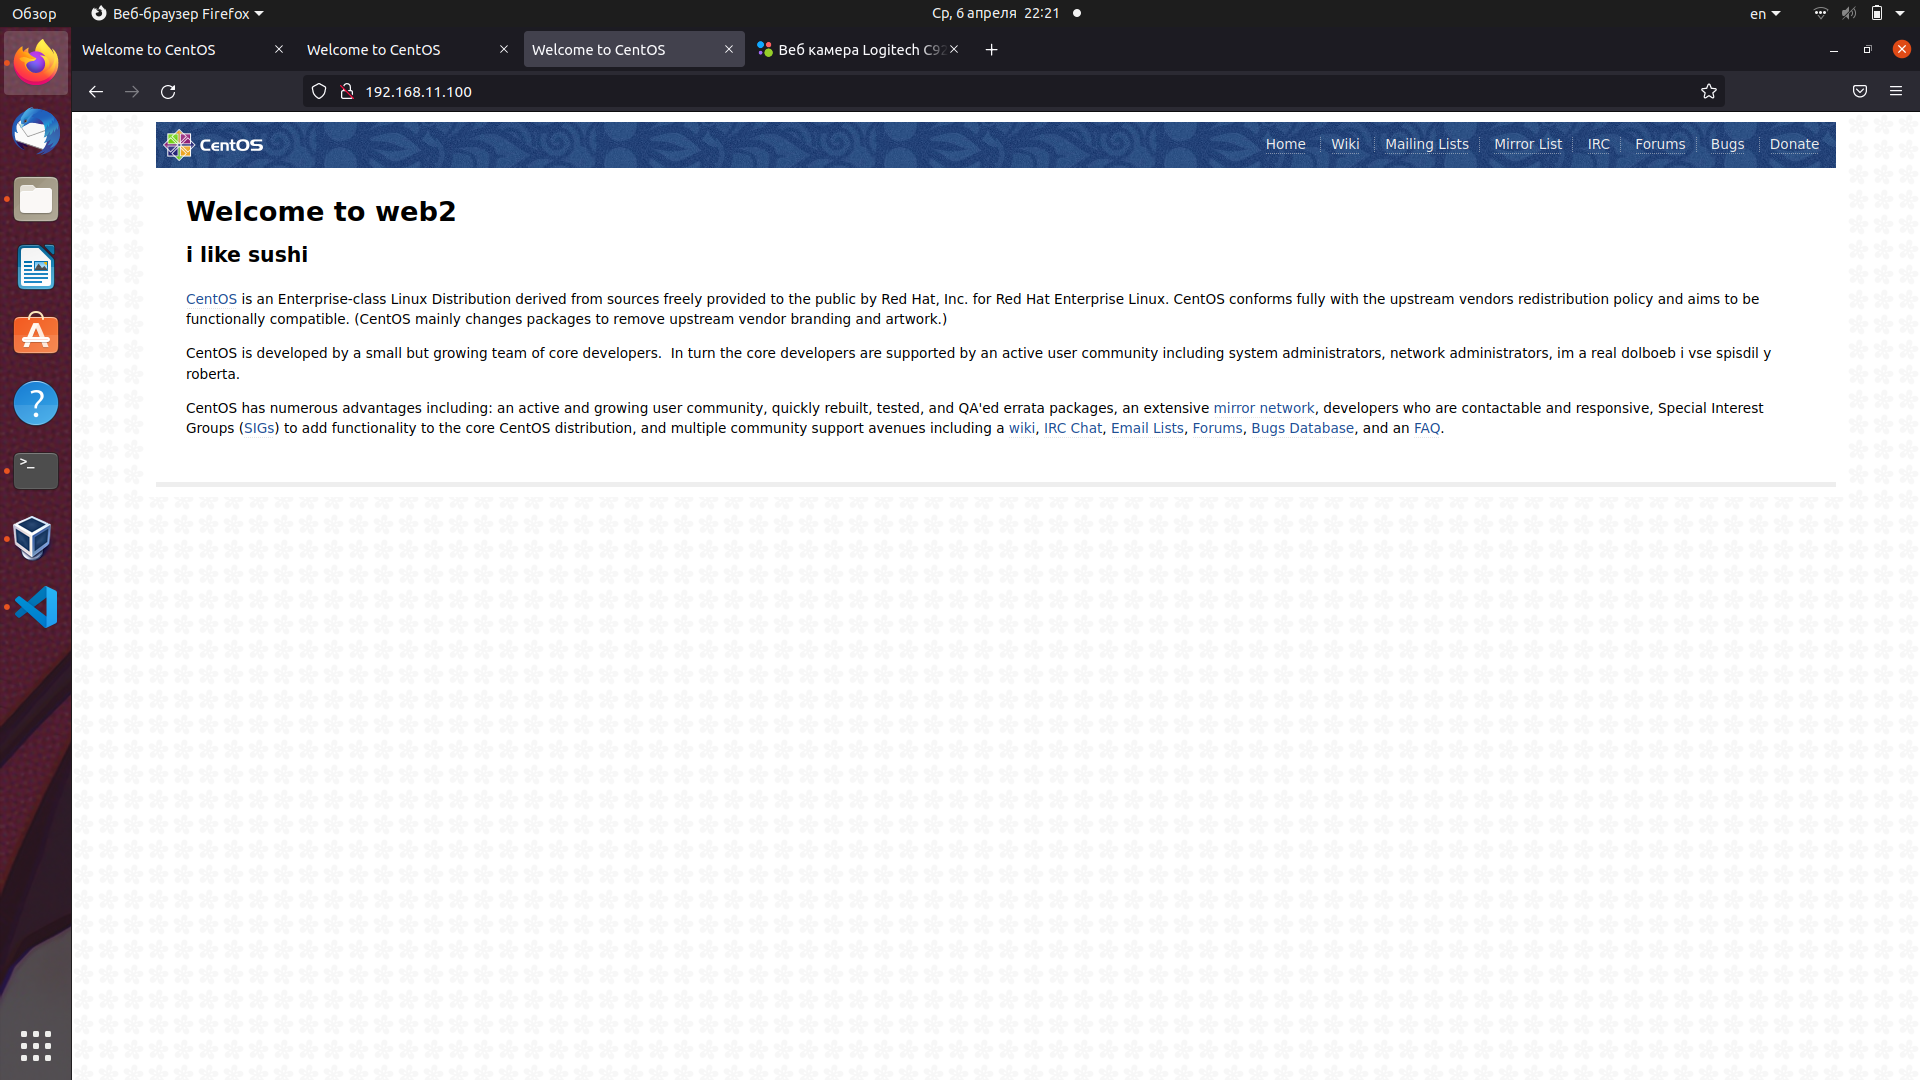 Обзор
Веб-браузер Firefox
Ср, 6 апреля 22:21
en
Welcome to CentOS
Welcome to CentOS
Welcome to CentOS
Веб камера Logitech C92
192.168.11.100
CentOS
Home
Wiki
Mailing Lists
Mirror List
IRC
Forums
Bugs
Donate
Welcome to web2
i like sushi
CentOS is an Enterprise-class Linux Distribution derived from sources freely provided to the public by Red Hat, Inc. for Red Hat Enterprise Linux. CentOS conforms fully with the upstream vendors redistribution policy and aims to be
functionally compatible. (CentOS mainly changes packages to remove upstream vendor branding and artwork.)
CentOS is developed by a small but growing team of core developers.  In turn the core developers are supported by an active user community including system administrators, network administrators, im a real dolboeb i vse spisdil y
roberta.
CentOS has numerous advantages including: an active and growing user community, quickly rebuilt, tested, and QA'ed errata packages, an extensive mirror network, developers who are contactable and responsive, Special Interest
Groups (SIGs) to add functionality to the core CentOS distribution, and multiple community support avenues including a wiki, IRC Chat, Email Lists, Forums, Bugs Database, and an FAQ.